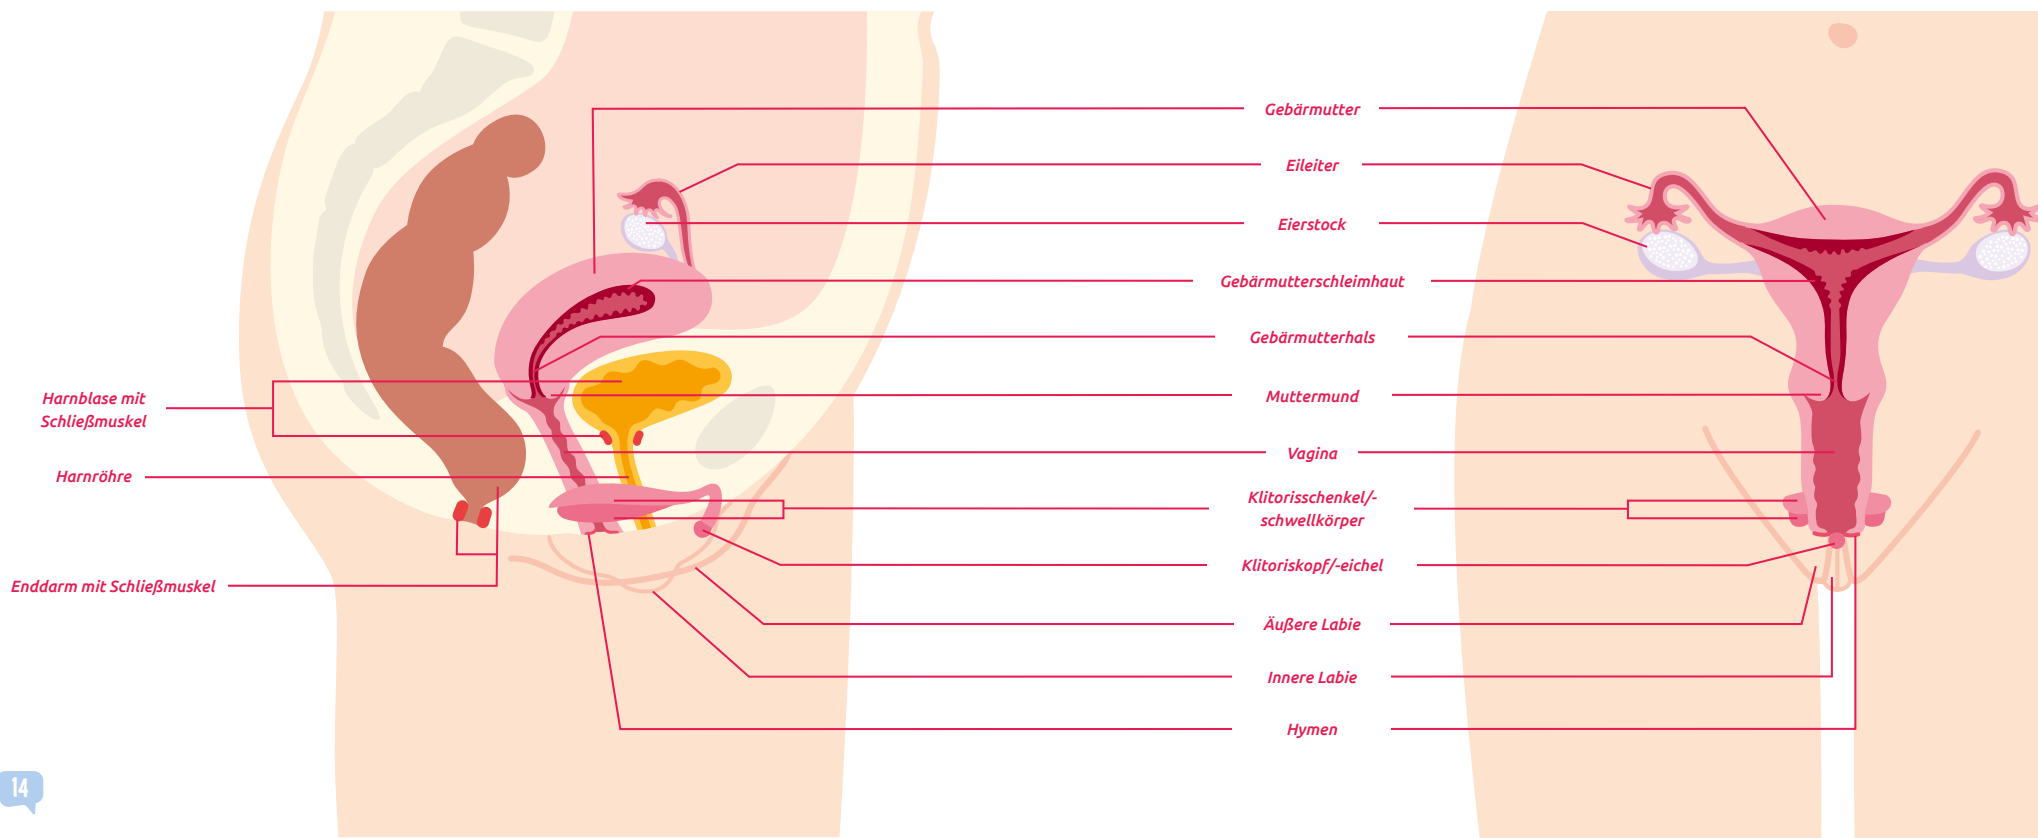 Gebärmutter
Eileiter
Eierstock
Gebärmutterschleimhaut
Gebärmutterhals
Muttermund
Vagina
Klitorisschenkel/-
schwellkörper
Klitoriskopf/-eichel
Äußere Labie
Innere Labie
Hymen
Harnblase mit
Schließmuskel
Harnröhre
Enddarm mit Schließmuskel
14